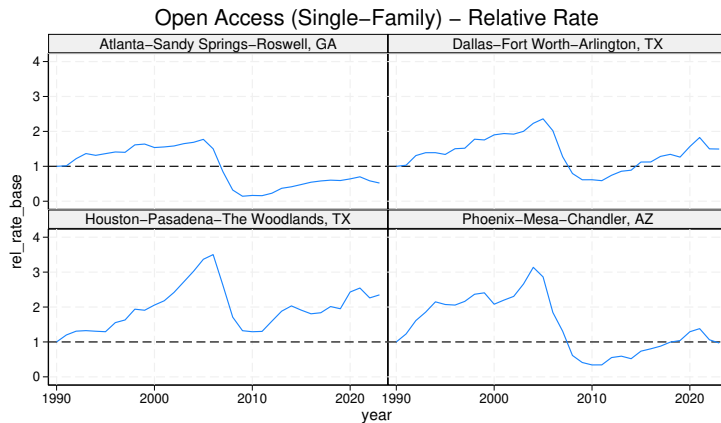 Open Access (Single−Family) − Relative Rate
Atlanta−Sandy Springs−Roswell, GA
Dallas−Fort Worth−Arlington, TX
4
3
2
1
0
Houston−Pasadena−The Woodlands, TX
Phoenix−Mesa−Chandler, AZ
4
3
2
1
0
rel_rate_base
1990 2000 2010 2020 1990 2000 2010 2020
year